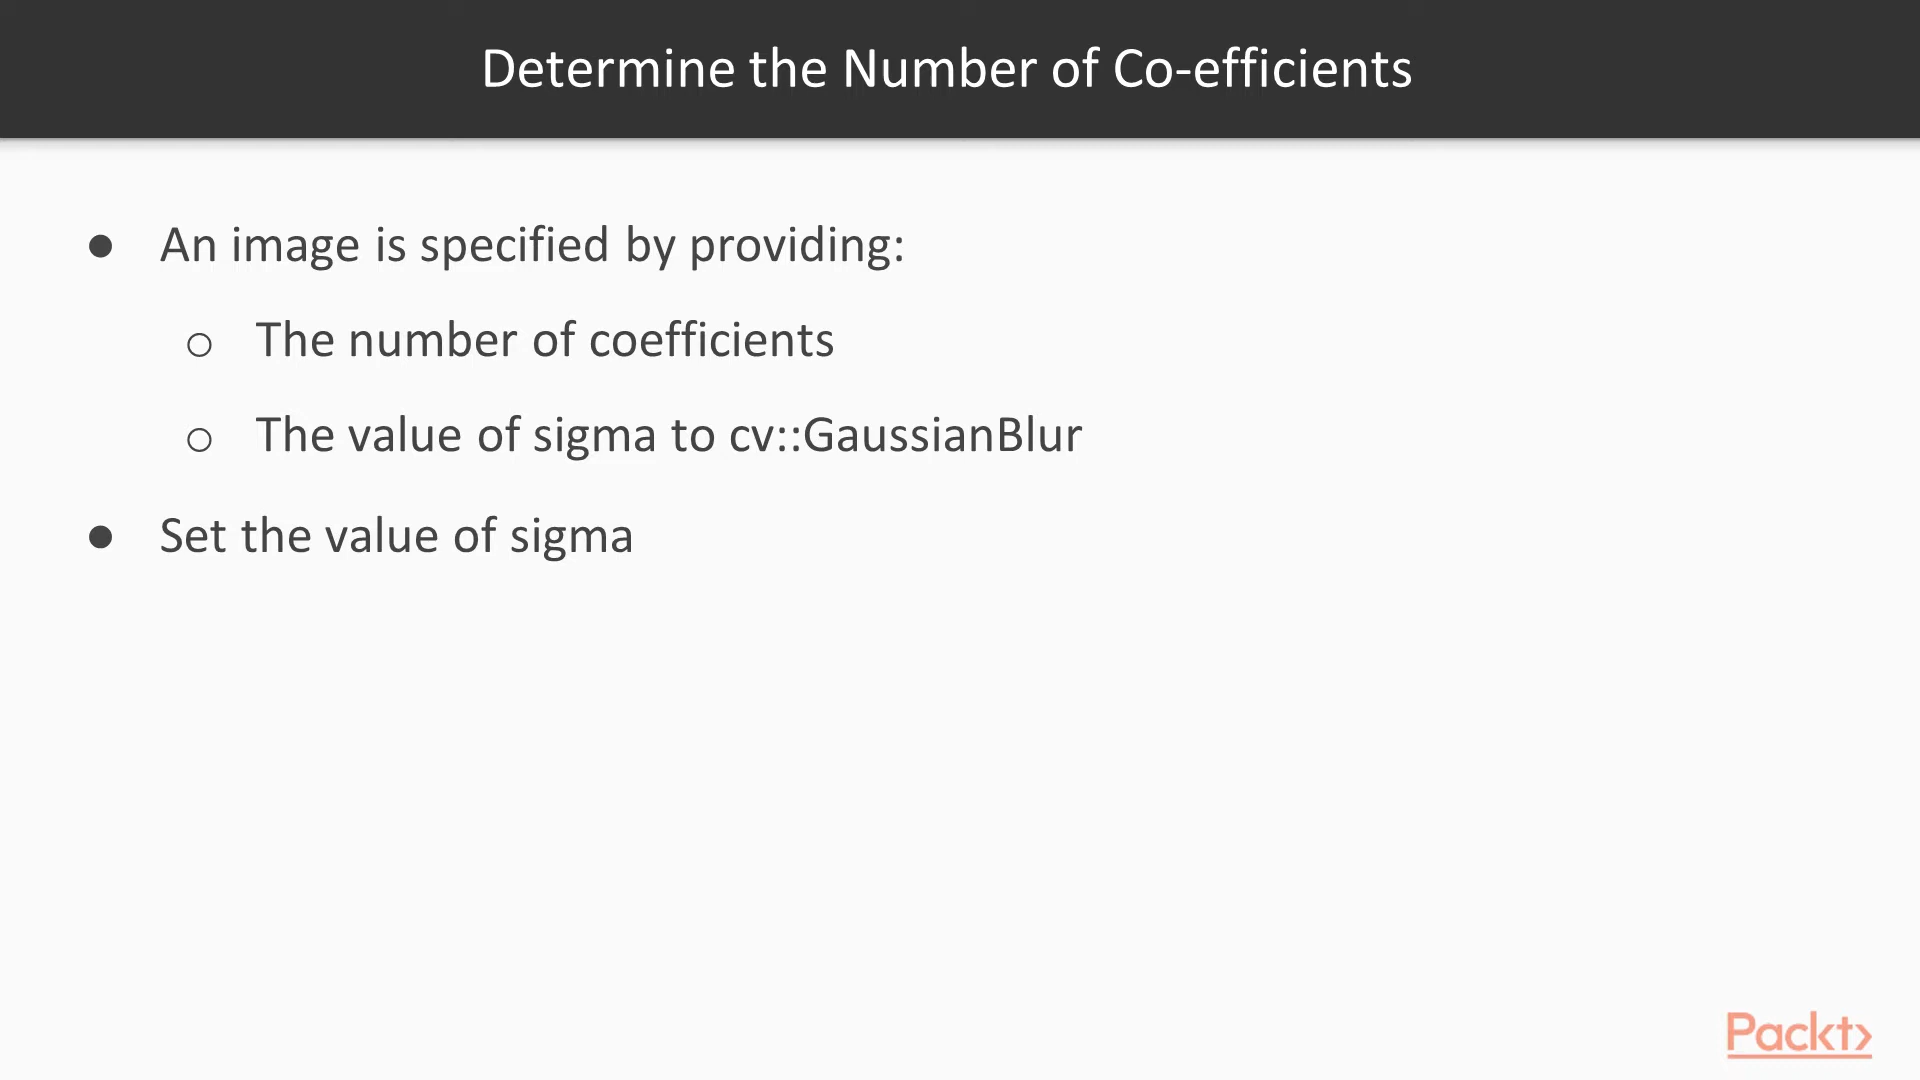 Determine the Number of Co-efficients
● An image is specified by providing:
○ The number of coefficients
○ The value of sigma to cv::GaussianBlur
● Set the value of sigma
Packt>